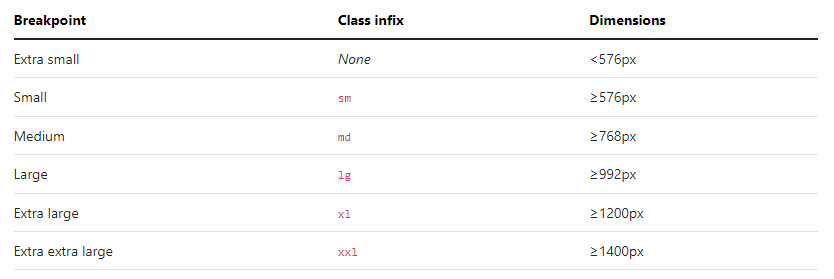 Breakpoint Class infix Dimensions
Extra small None <576px
Small sm ≥576px
Medium md ≥768px
Large lg ≥992px
Extra large xl ≥1200px
Extra extra large xxl ≥1400px